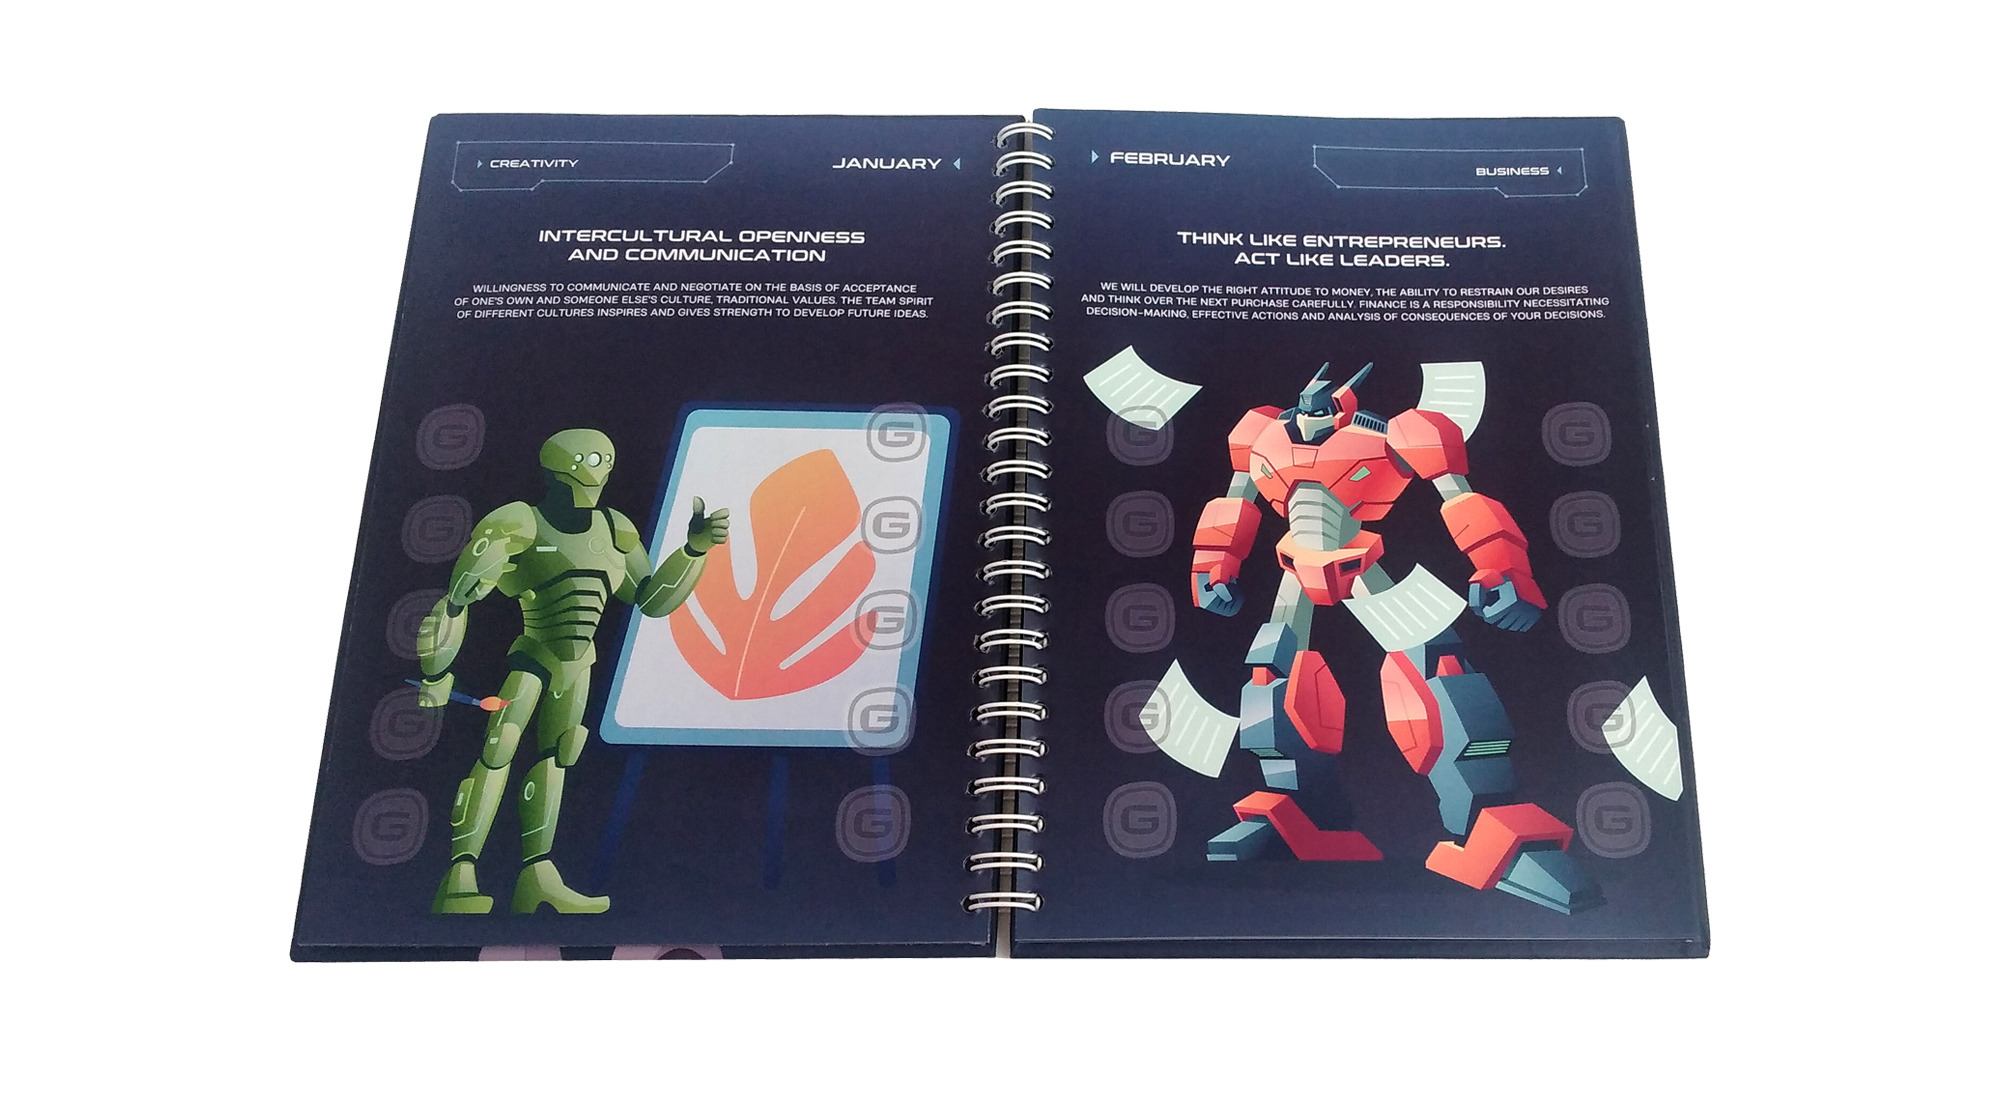 CREATIVITY
JANUARY
INTERCULTURAL OPENNESS
AND COMMUNICATION
WILLINGNESS TO COMMUNICATE AND NEGOTIATE ON THE BASIS OF ACCEPTANCE
OF ONE'S OWN AND SOMEONE ELSE'S CULTURE, TRADITIONAL VALUES. THE TEAM SPIRIT
OF DIFFERENT CULTURES INSPIRES AND GIVES STRENGTH TO DEVELOP FUTURE IDEAS.
G
G
G
G
G
G
G
G
G
G
FEBRUARY
BUSINESS
THINK LIKE ENTREPRENEURS.
ACT LIKE LEADERS.
WE WILL DEVELOP THE RIGHT ATTITUDE TO MONEY, THE ABILITY TO RESTRAIN OUR DESIRES
AND THINK OVER THE NEXT PURCHASE CAREFULLY. FINANCE IS A RESPONSIBILITY NECESSITATING
DECISION-MAKING, EFFECTIVE ACTIONS AND ANALYSIS OF CONSEQUENCES OF YOUR DECISIONS.
G
G
G
G
G
G
G
G
G
G